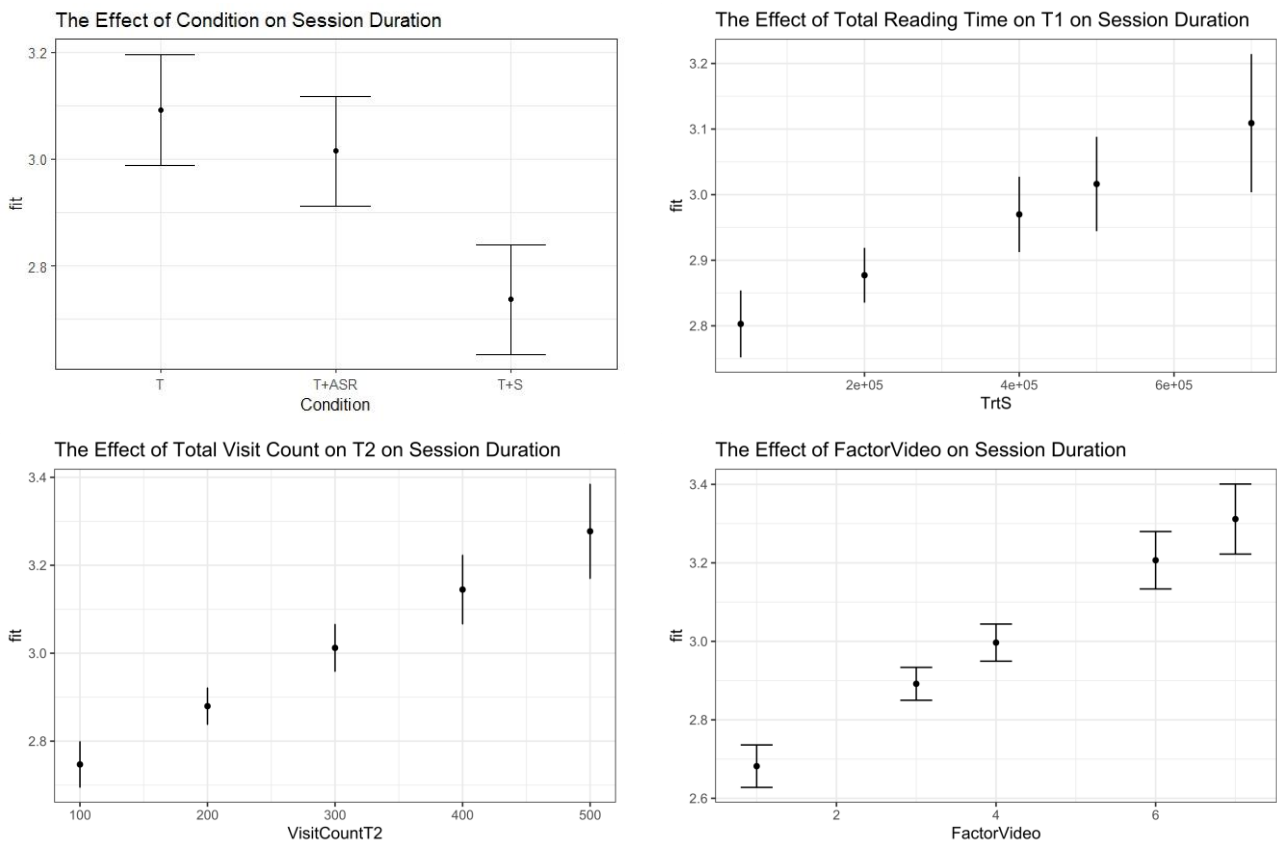 The Effect of Condition on Session Duration
3.2
3.0
2.8
fit
T
T+ASR
T+S
Condition
The Effect of Total Reading Time on T1 on Session Duration
3.2
3.1
3.0
2.9
2.8
fit
2e+05
4e+05
6e+05
TrtS
The Effect of Total Visit Count on T2 on Session Duration
3.4
3.2
3.0
2.8
fit
100
200
300
400
500
VisitCountT2
The Effect of FactorVideo on Session Duration
3.4
3.2
3.0
2.8
2.6
fit
2
4
6
FactorVideo